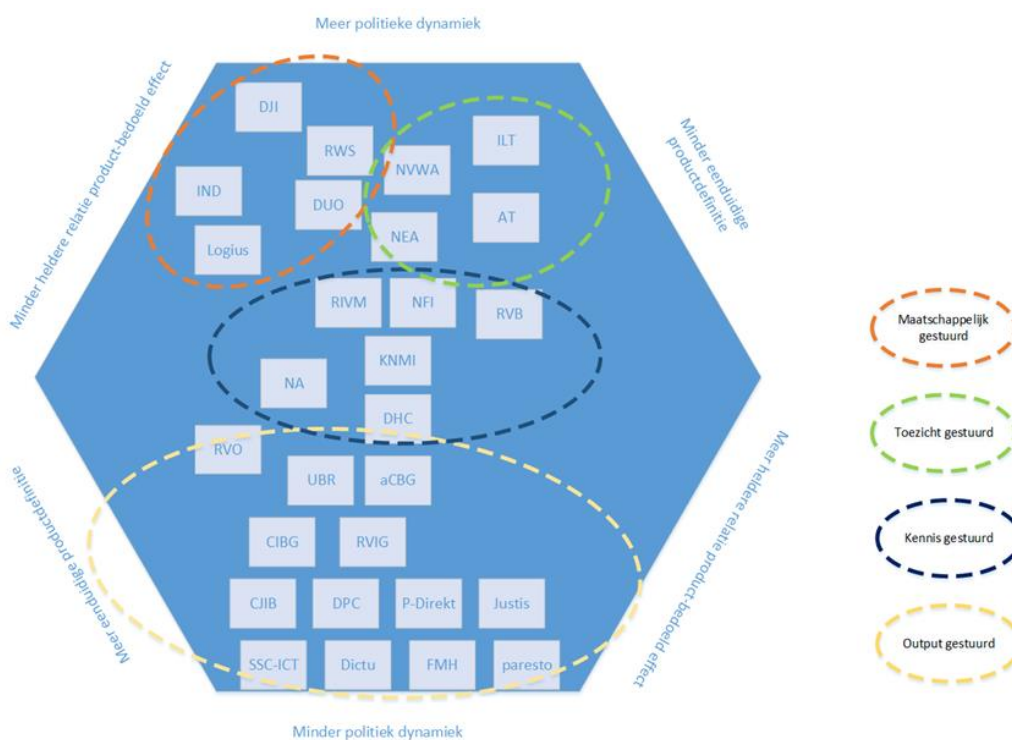 Meer politieke dynamiek
Minder heldere relatie product-bedoeld effect
Minder eenduidige
productdefinitie
DJI
RWS
ILT
NVWA
IND
DUO
AT
NEA
Logius
RIVM
NFI
RVB
KNMI
NA
DHC
RVO
UBR
aCBG
CIBG
RVIG
CJIB
DPC
P-Direkt
Justis
SSC-ICT
Dictu
FMH
paresto
Meer eenduidige productdefinitie
Meer heldere relatie product-bedoeld effect
Minder politiek dynamiek
Maatschappelijk
gestuurd
Toezicht gestuurd
Kennis gestuurd
Output gestuurd